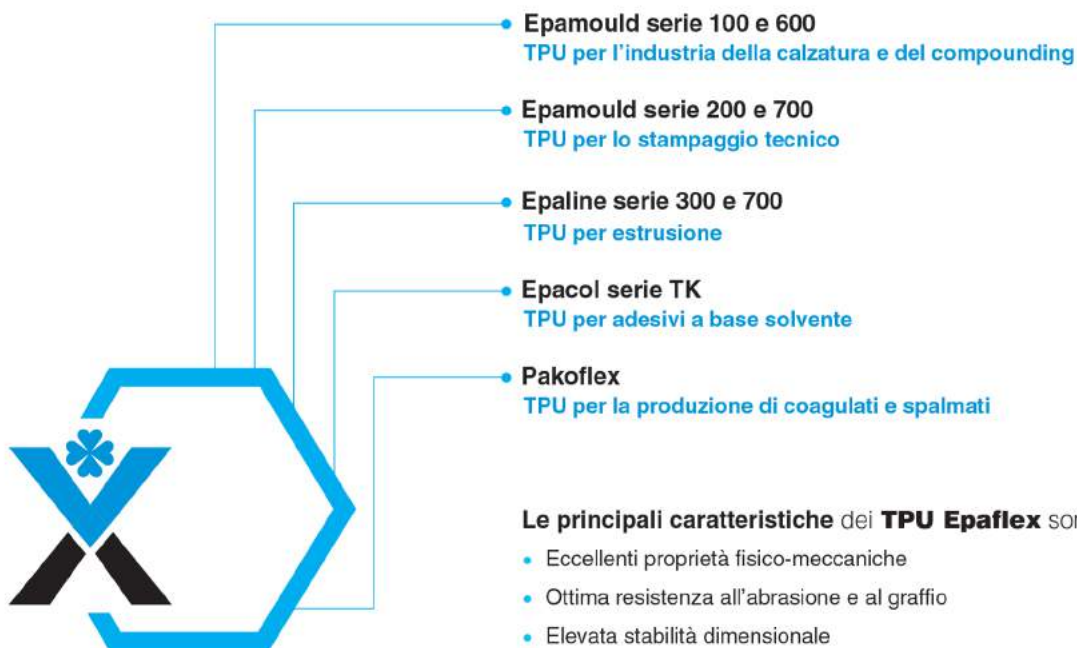 Epamould serie 100 e 600
TPU per l'industria della calzatura e del compounding
Epamould serie 200 e 700
TPU per lo stampaggio tecnico
Epaline serie 300 e 700
TPU per estrusione
Epacol serie TK
TPU per adesivi a base solvente
Pakoflex
TPU per la produzione di coagulati e spalmati
Le principali caratteristiche dei TPU Epaflex
• Eccellenti proprietà fisico-meccaniche
• Ottima resistenza all'abrasione e al graffio
• Elevata stabilità dimensionale